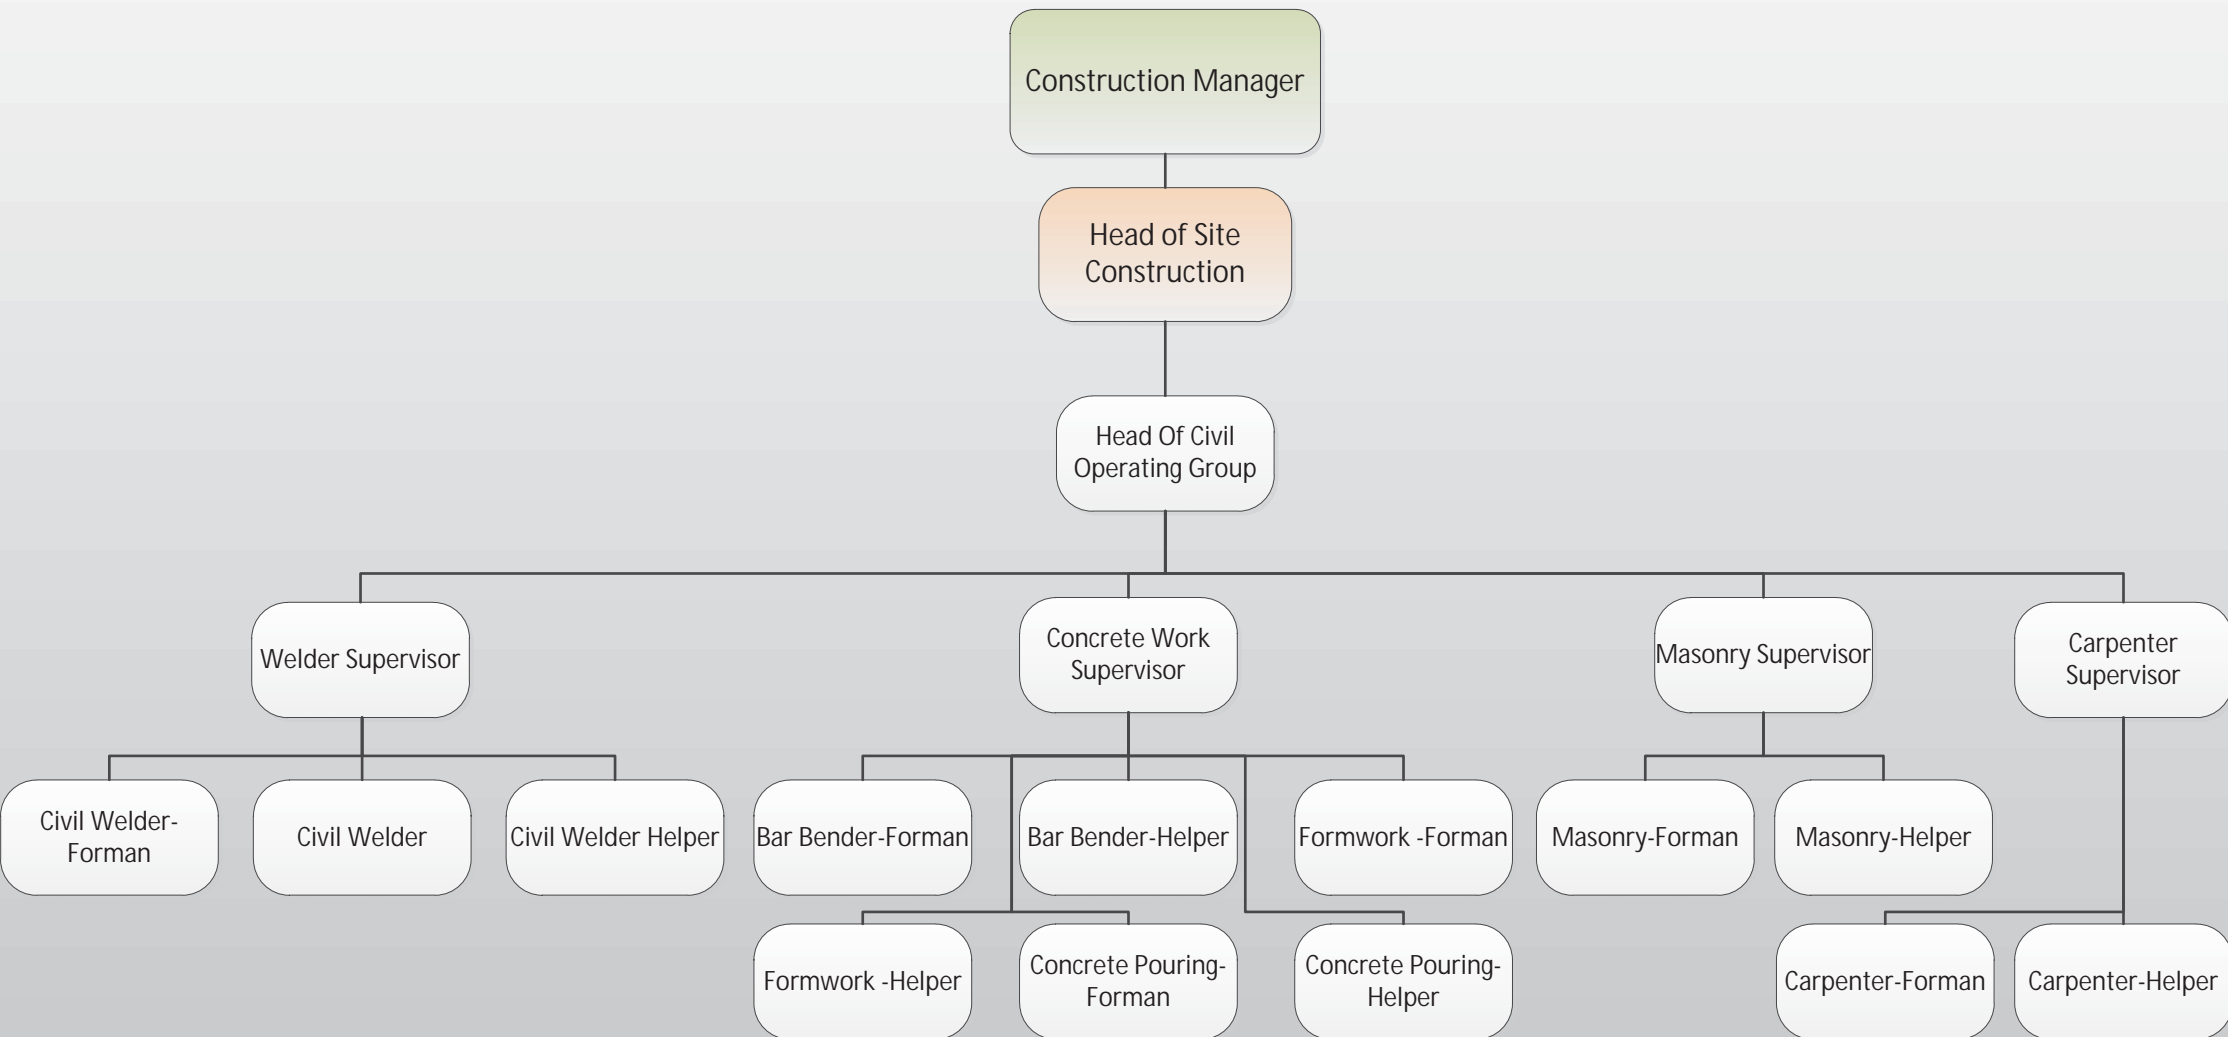 Construction Manager
Head of Site
Construction
Head Of Civil
Operating Group
Welder Supervisor
Concrete Work
Supervisor
Masonry Supervisor
Carpenter
Supervisor
Civil Welder-
Forman
Civil Welder
Civil Welder Helper
Bar Bender-Forman
Bar Bender-Helper
Formwork -Forman
Masonry-Forman
Masonry-Helper
Formwork -Helper
Concrete Pouring-
Forman
Concrete Pouring-
Helper
Carpenter-Forman
Carpenter-Helper